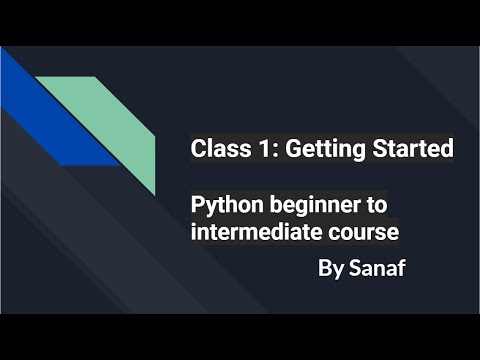 Class 1: Getting Started
Python beginner to
intermediate course
By Sanaf